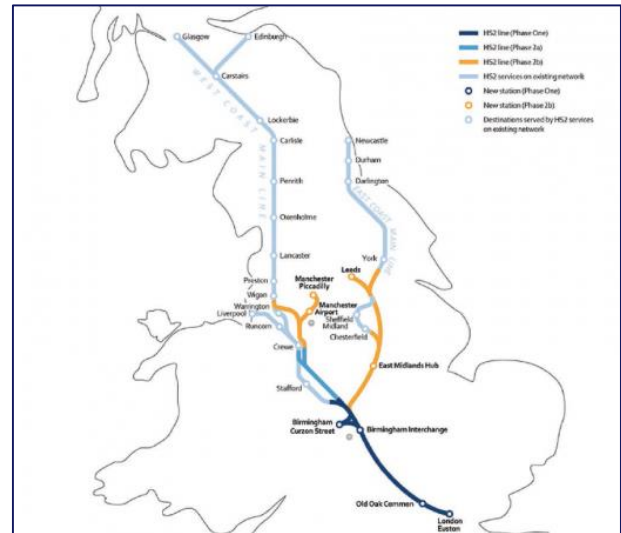 HS2 line (Phase One)
HS2 line (Phase 2a)
HS2 line (Phase 2b)
HS2 services on existing network
New station (Phase One)
New station (Phase 2b)
Destinations served by HS2 services
on existing network
Glasgow
Edinburgh
Carstairs
WEST COAST MAIN LINE
Lockerbie
Carlisle
Newcastle
Durham
Penrith
Darlington
EAST COAST MAIN LINE
Oxenholme
York
Lancaster
Leeds
Preston
Manchester
Piccadilly
Wigan
Manchester
Airport
Warrington
Liverpool
Sheffield
Midland
Runcorn
Chesterfield
Crewe
East Midlands Hub
Stafford
Birmingham
Curzon Street
Birmingham Interchange
Old Oak Common
London
Euston